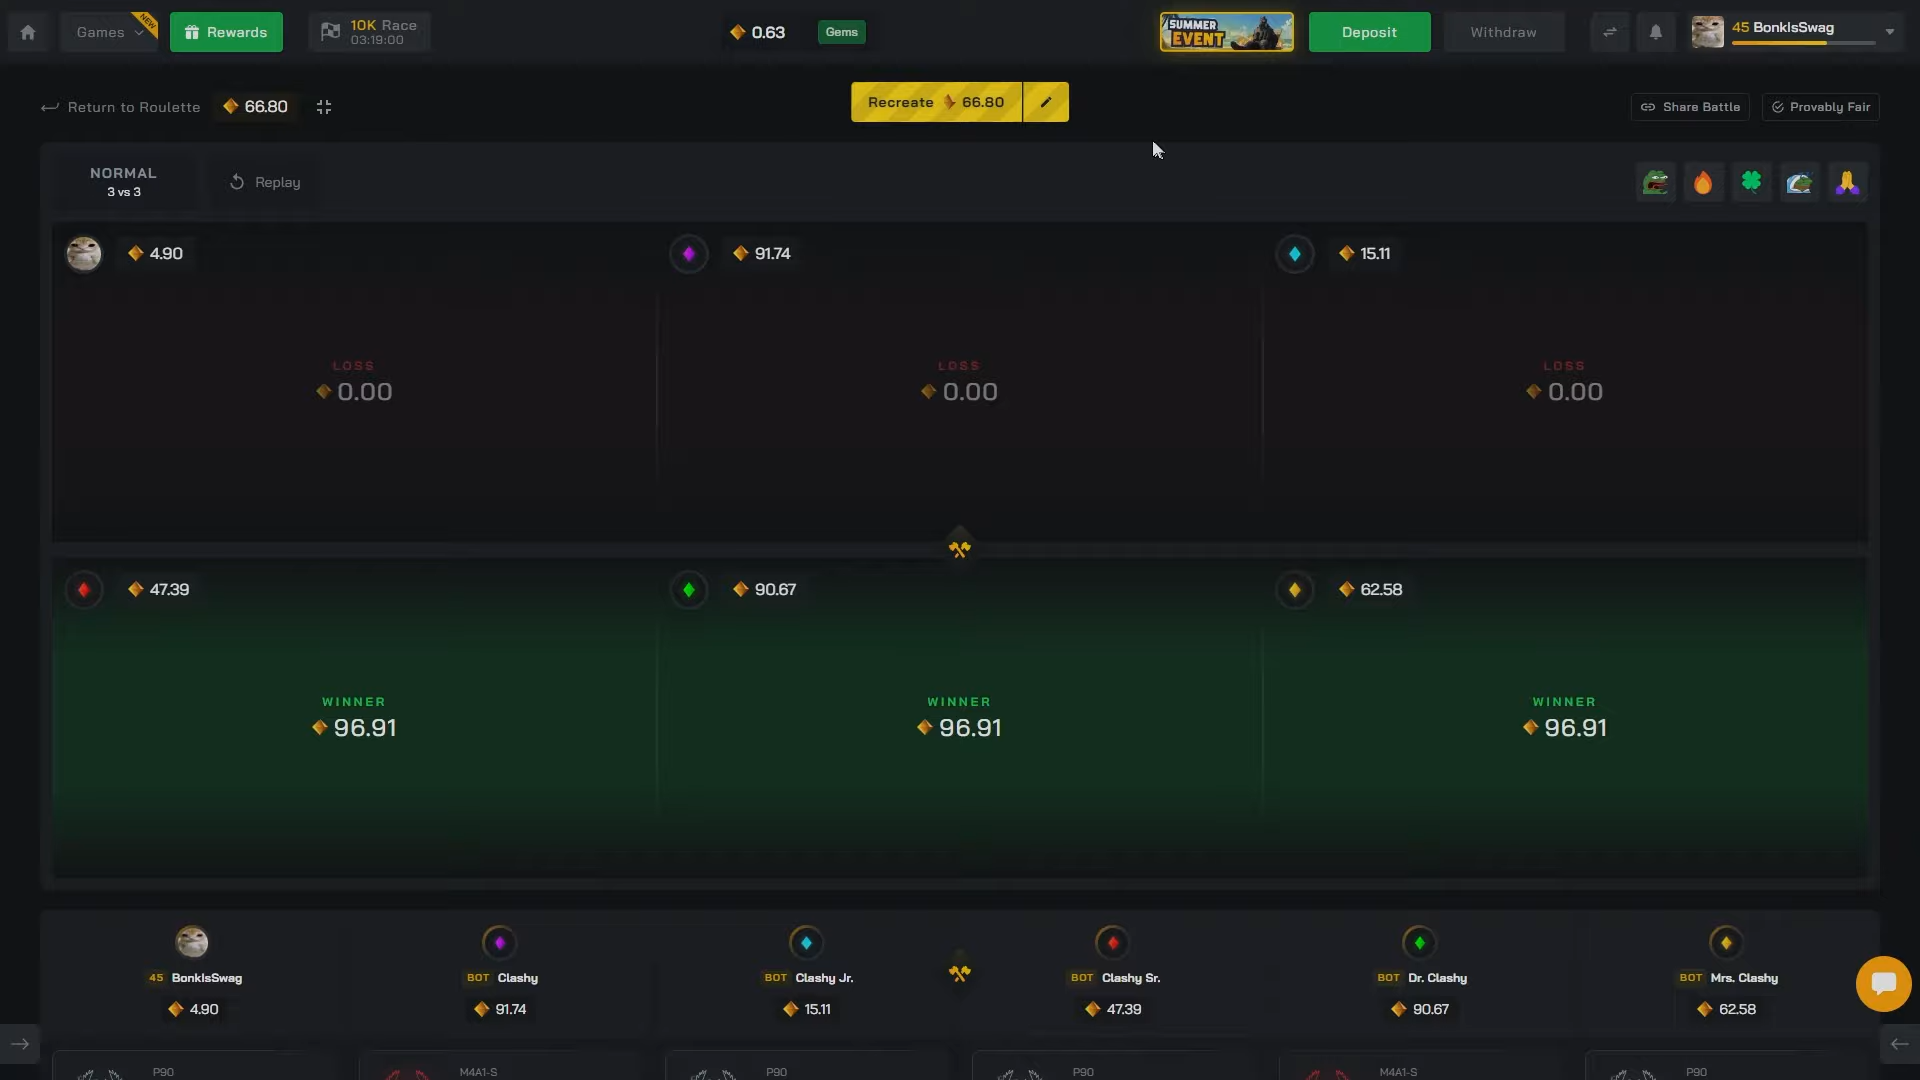 Games
NEW
Rewards
10K Race
03:19:00
0.63
Gems
SUMMER
EVENT
Deposit
Withdraw
45 BonkIsSwag
Return to Roulette
66.80
Recreate 66.80
Share Battle
Provably Fair
NORMAL
3 vs 3
Replay
4.90
91.74
15.11
LOSS
0.00
LOSS
0.00
LOSS
0.00
47.39
90.67
62.58
WINNER
96.91
WINNER
96.91
WINNER
96.91
45 BonkIsSwag
4.90
BOT Clashy
91.74
BOT Clashy Jr.
15.11
BOT Clashy Sr.
47.39
BOT Dr. Clashy
90.67
BOT Mrs. Clashy
62.58
P90
M4A1-S
P90
P90
M4A1-S
P90